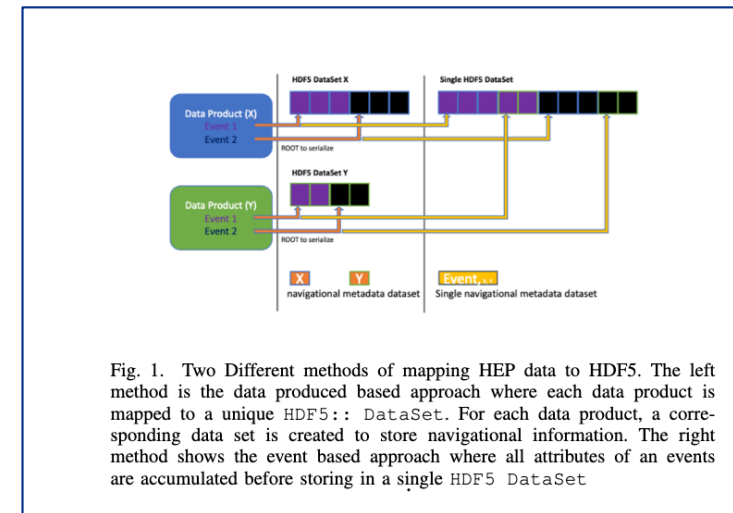 HDF5 DataSet X
Single HDF5 DataSet
Data Product (X)
Event 1
Event 2
ROOT to serialize
HDF5 DataSet Y
Data Product (Y)
Event 1
Event 2
ROOT to serialize
X Y
navigational metadata dataset
Event, X,Y
Single navigational metadata dataset
Fig. 1. Two Different methods of mapping HEP data to HDF5. The left
method is the data produced based approach where each data product is
mapped to a unique HDF5:: DataSet. For each data product, a corre-
sponding data set is created to store navigational information. The right
method shows the event based approach where all attributes of an events
are accumulated before storing in a single HDF5 DataSet